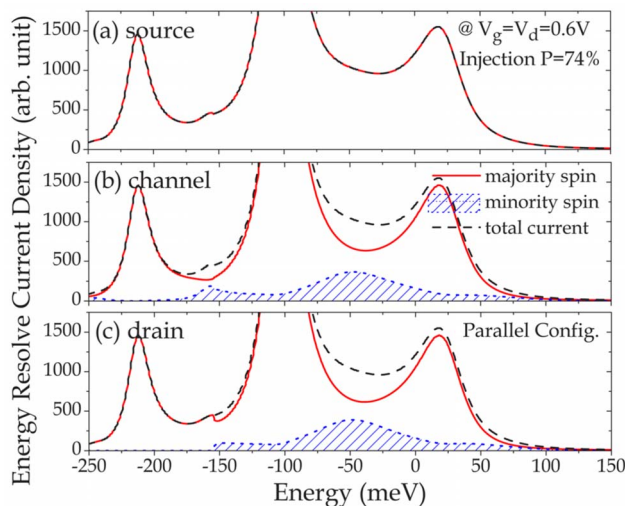 Energy Resolve Current Density (arb. unit)
(a) source
@ Vg=Vd=0.6V
Injection P=74%
1500
1000
500
0
(b) channel
majority spin
minority spin
total current
1500
1000
500
0
(c) drain
Parallel Config.
1500
1000
500
0
-250 -200 -150 -100 -50 0 50 100 150
Energy (meV)